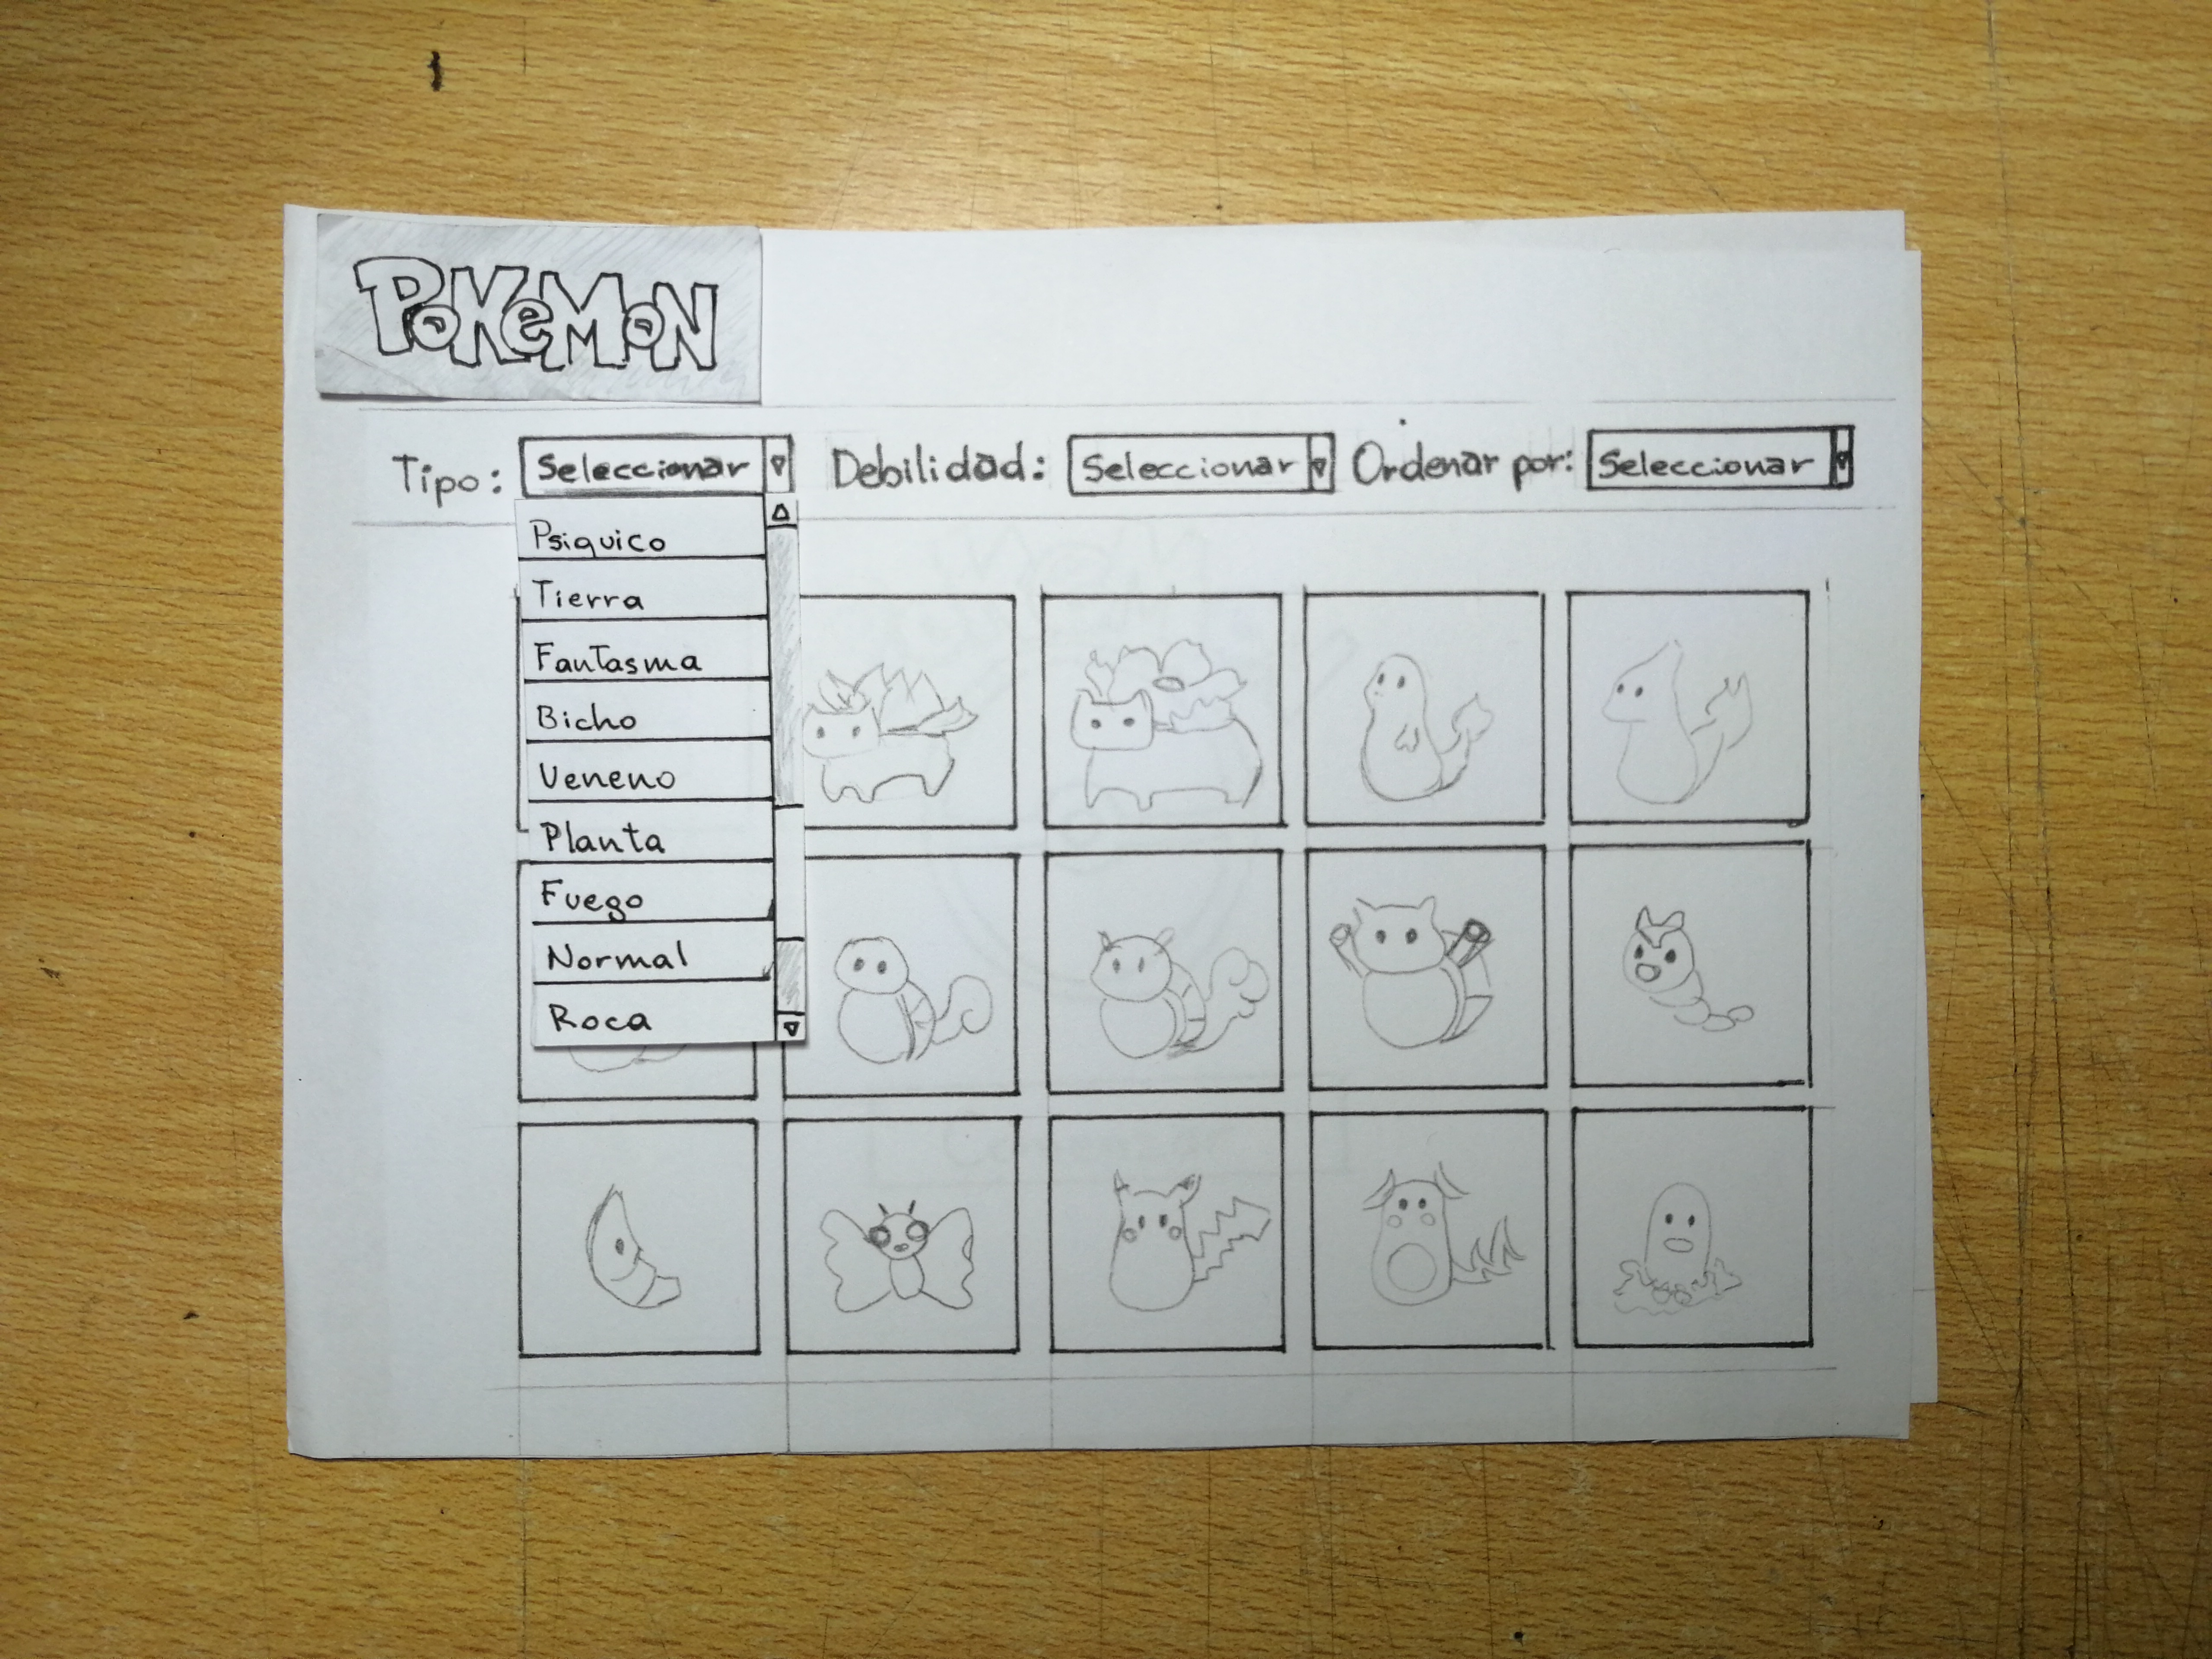 PoKeMoN
Tipo: Seleccionar Debilidad: Seleccionar Ordenar por: Seleccionar
Psiquico
Tierra
Fantasma
Bicho
Veneno
Planta
Fuego
Normal
Roca